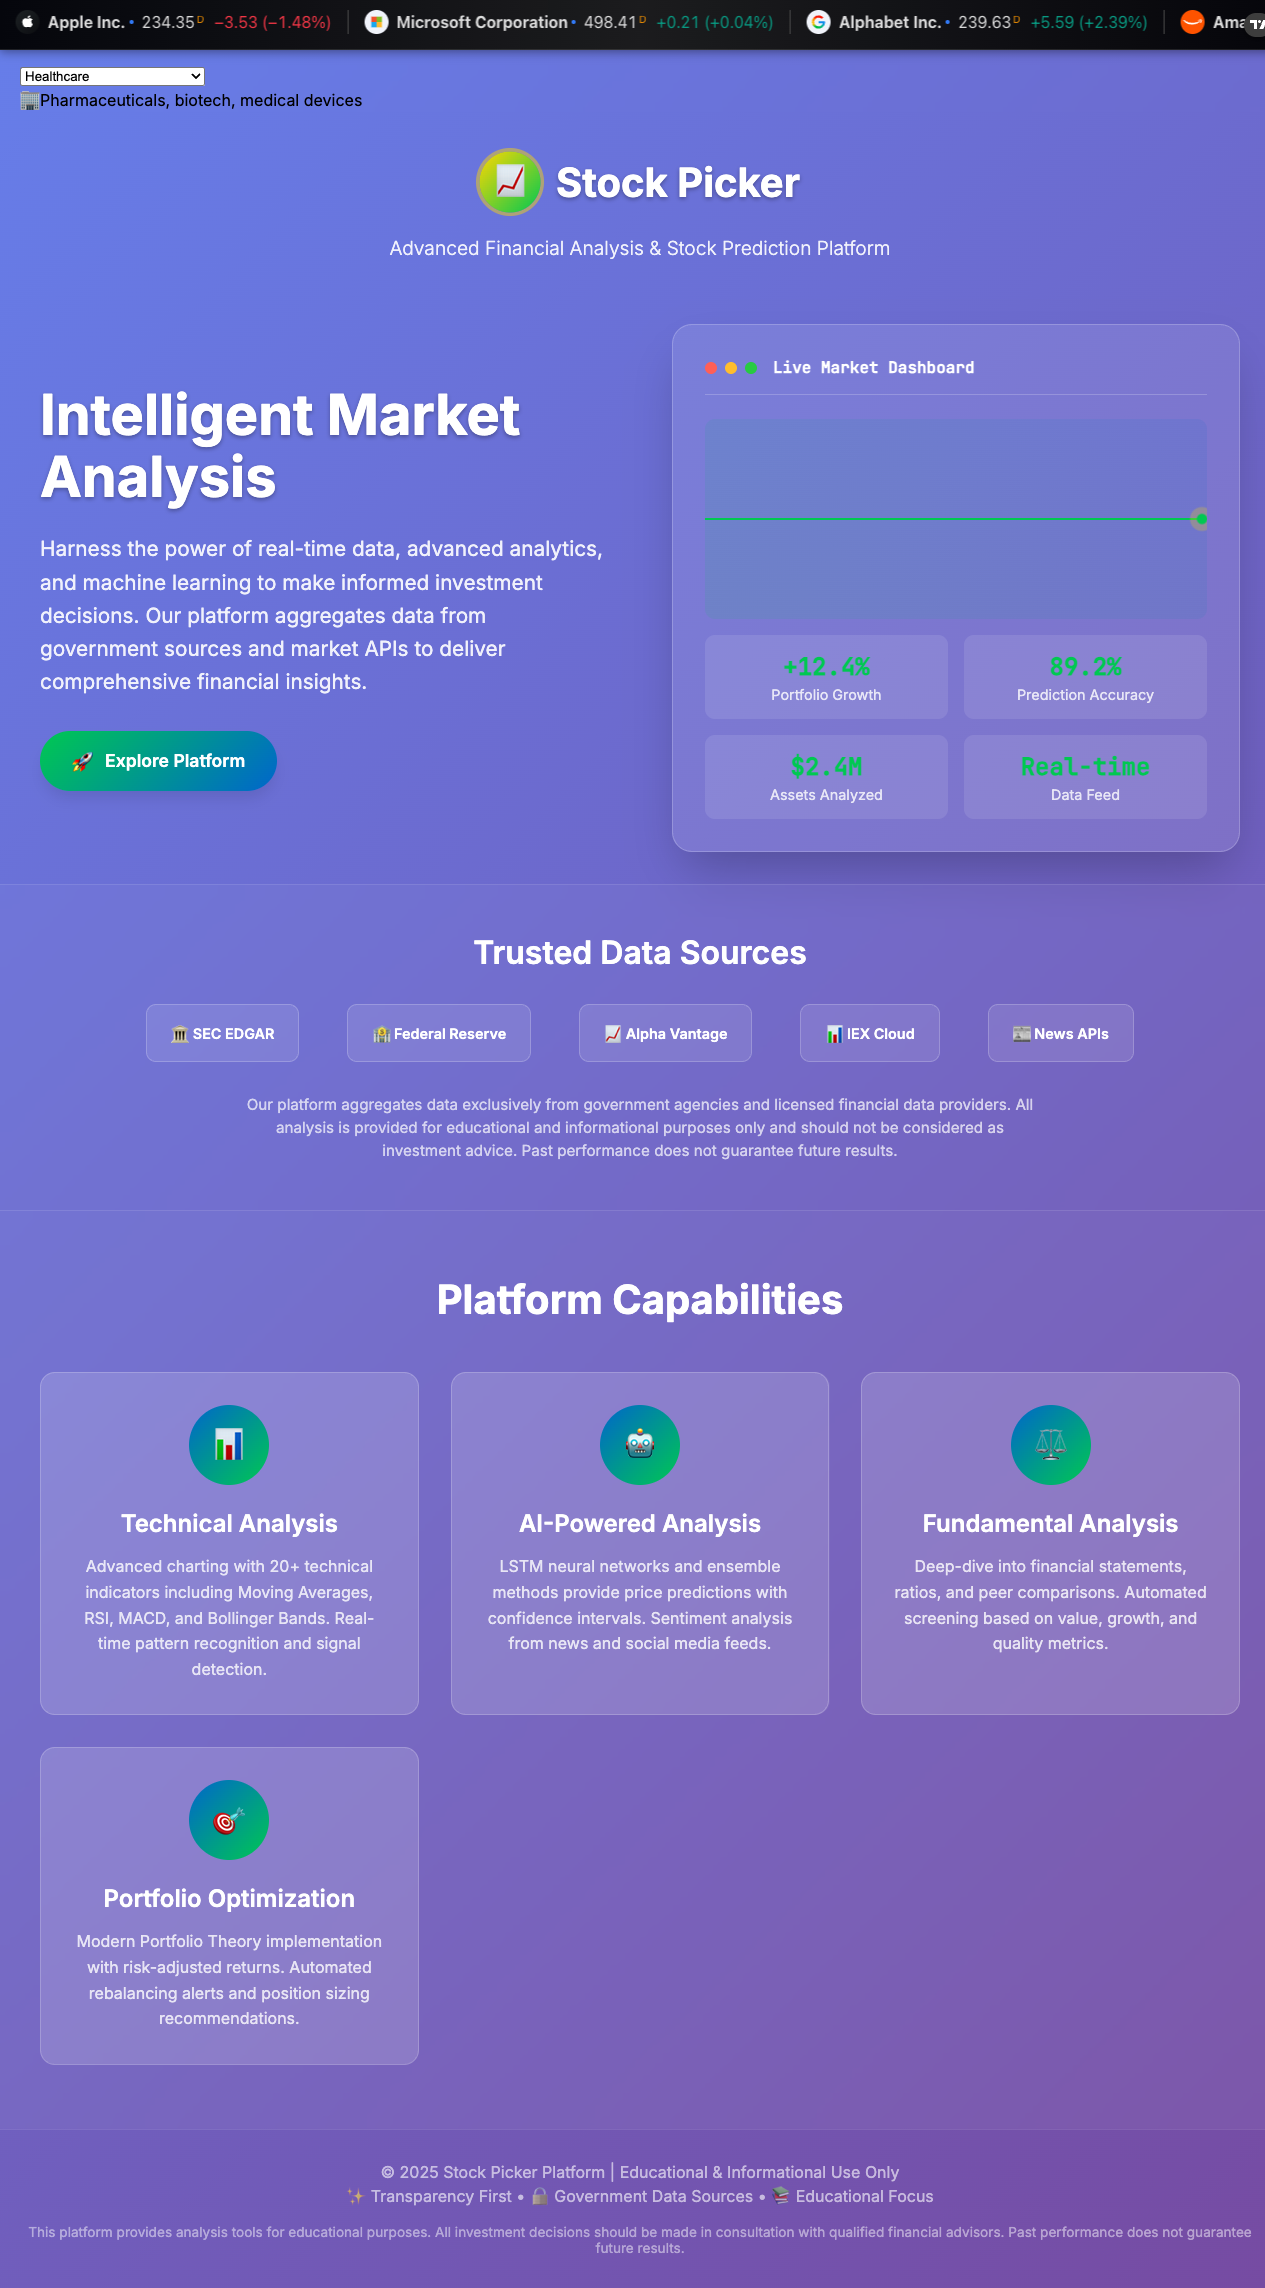 Apple Inc. • 234.35 D −3.53 (−1.48%) Microsoft Corporation • 498.41 D +0.21 (+0.04%) Alphabet Inc. • 239.63 D +5.59 (+2.39%) Ama
Healthcare
Pharmaceuticals, biotech, medical devices
Stock Picker
Advanced Financial Analysis & Stock Prediction Platform
Intelligent Market
Analysis
Harness the power of real-time data, advanced analytics,
and machine learning to make informed investment
decisions. Our platform aggregates data from
government sources and market APIs to deliver
comprehensive financial insights.
🚀 Explore Platform
Live Market Dashboard
+12.4% 89.2%
Portfolio Growth Prediction Accuracy
$2.4M Real-time
Assets Analyzed Data Feed
Trusted Data Sources
🏛️ SEC EDGAR 🏦 Federal Reserve 📈 Alpha Vantage 📊 IEX Cloud 📰 News APIs
Our platform aggregates data exclusively from government agencies and licensed financial data providers. All
analysis is provided for educational and informational purposes only and should not be considered as
investment advice. Past performance does not guarantee future results.
Platform Capabilities
Technical Analysis
Advanced charting with 20+ technical
indicators including Moving Averages,
RSI, MACD, and Bollinger Bands. Real-
time pattern recognition and signal
detection.
AI-Powered Analysis
LSTM neural networks and ensemble
methods provide price predictions with
confidence intervals. Sentiment analysis
from news and social media feeds.
Fundamental Analysis
Deep-dive into financial statements,
ratios, and peer comparisons. Automated
screening based on value, growth, and
quality metrics.
Portfolio Optimization
Modern Portfolio Theory implementation
with risk-adjusted returns. Automated
rebalancing alerts and position sizing
recommendations.
© 2025 Stock Picker Platform | Educational & Informational Use Only
✨ Transparency First • 🔒 Government Data Sources • 📚 Educational Focus
This platform provides analysis tools for educational purposes. All investment decisions should be made in consultation with qualified financial advisors. Past performance does not guarantee
future results.